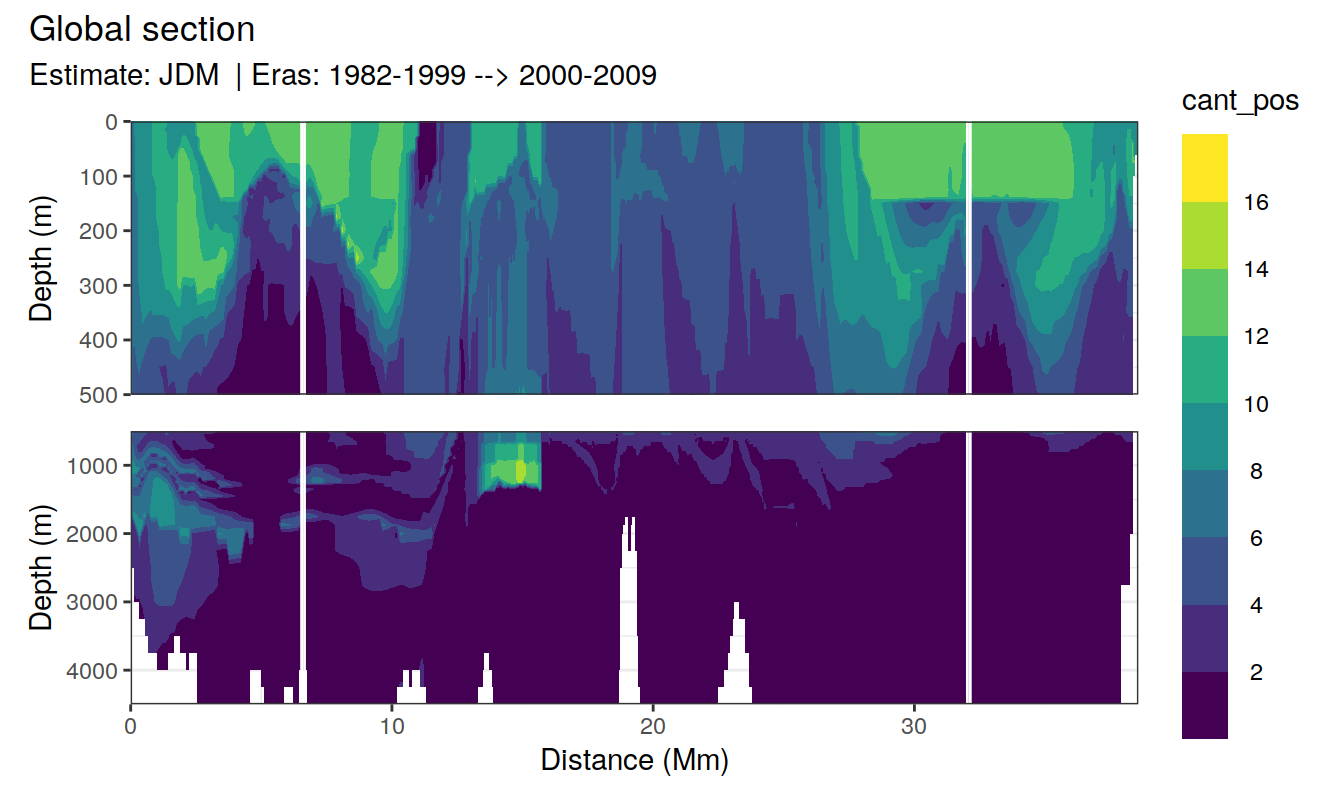 Global section
Estimate: JDM | Eras: 1982-1999 --> 2000-2009
cant_pos
16
14
12
10
8
6
4
2
Depth (m)
0
100
200
300
400
500
Depth (m)
1000
2000
3000
4000
0 10 20 30
Distance (Mm)